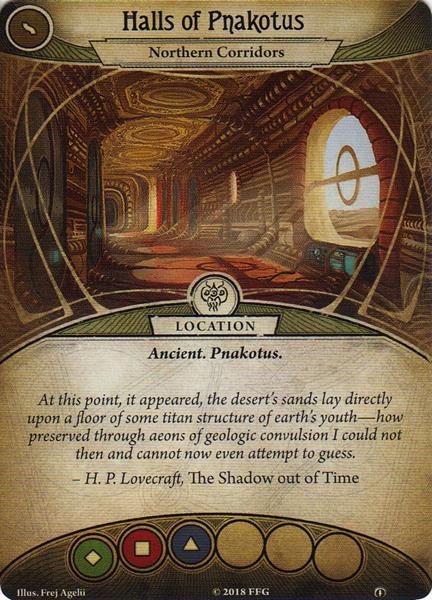 Halls of Pnakotus
Northern Corridors
LOCATION
Ancient. Pnakotus.
At this point, it appeared, the desert's sands lay directly
upon a floor of some titan structure of earth's youth—how
preserved through aeons of geologic convulsion I could not
then and cannot now even attempt to guess.
– H. P. Lovecraft, The Shadow out of Time
Illus. Frej Agelii
© 2018 FFG